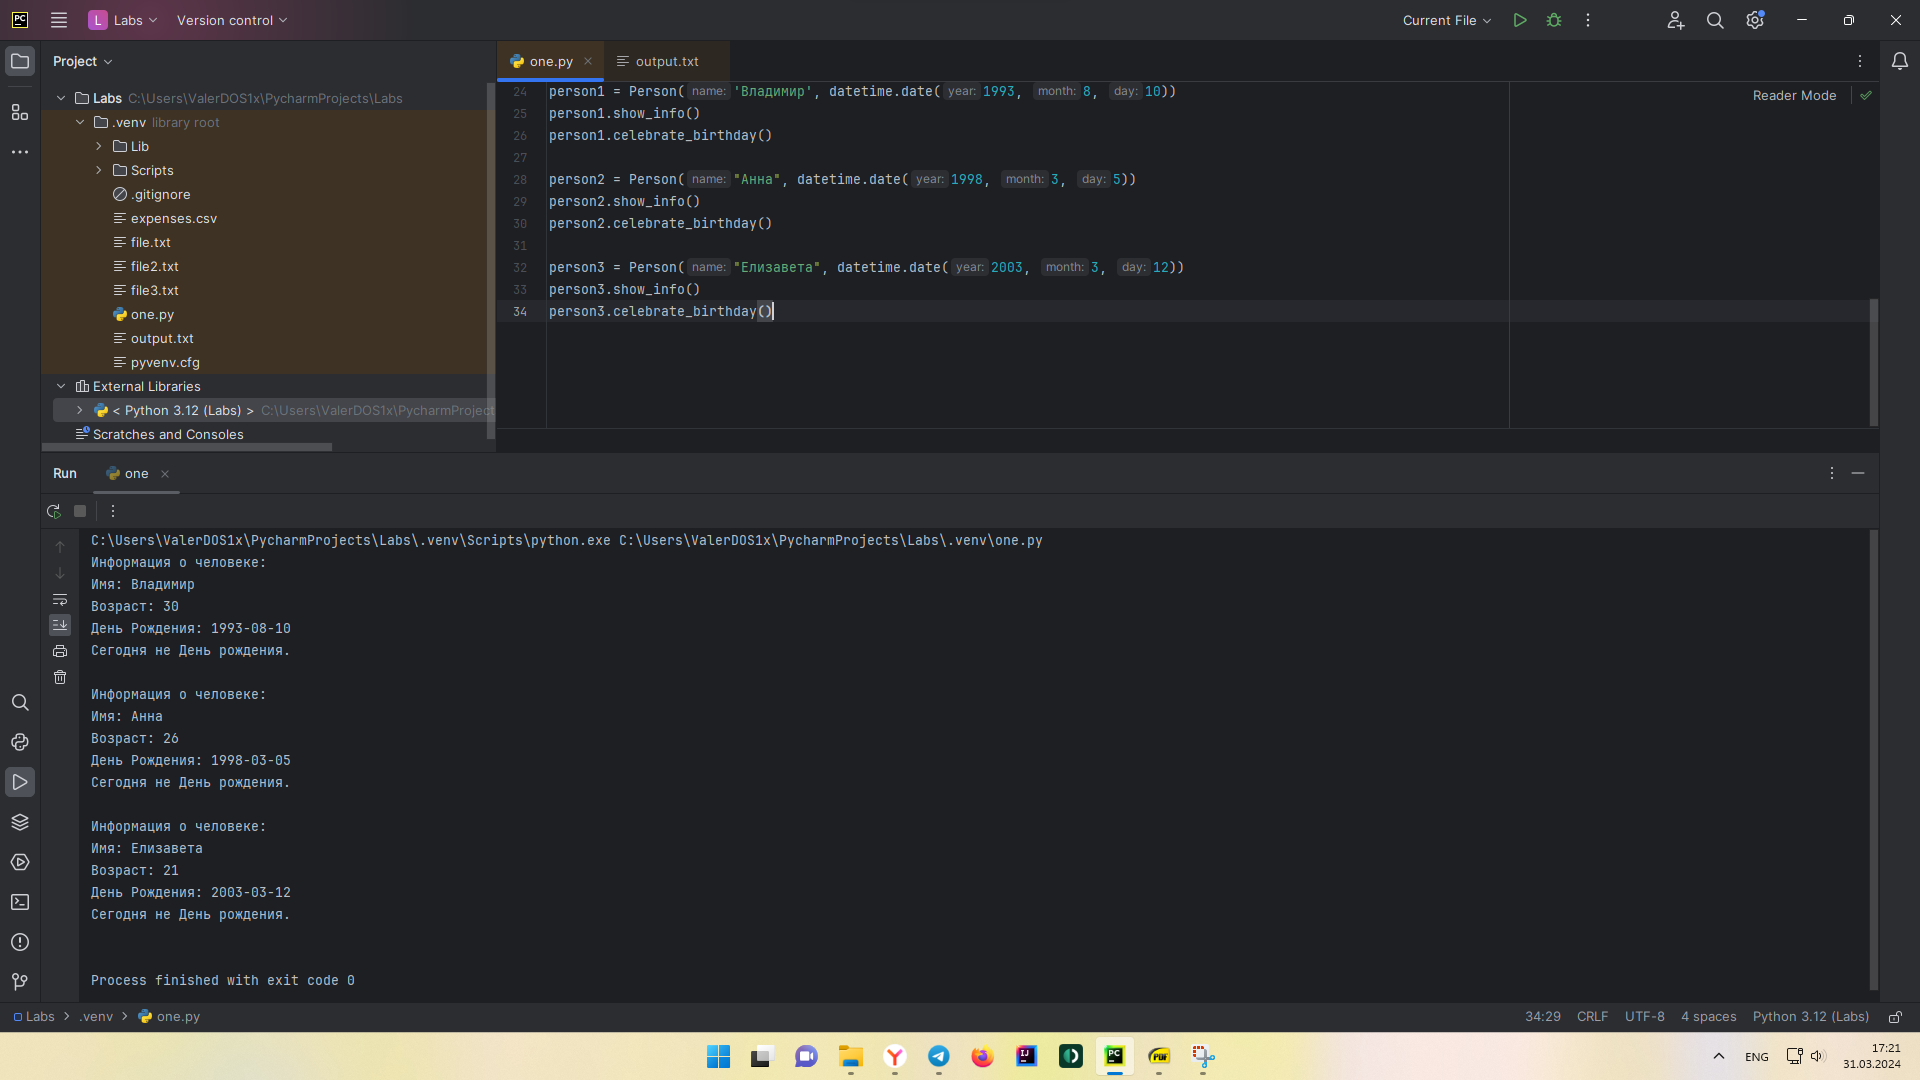 PC
L Labs
Version control
Current File
Project
Labs C:\Users\ValerDOS1x\PycharmProjects\Labs
.venv library root
Lib
Scripts
.gitignore
expenses.csv
file.txt
file2.txt
file3.txt
one.py
output.txt
pyvenv.cfg
External Libraries
< Python 3.12 (Labs) > C:\Users\ValerDOS1x\PycharmProject
Scratches and Consoles
one.py
output.txt
Reader Mode
24 person1 = Person( name: 'Владимир', datetime.date( year: 1993, month: 8, day: 10))
25 person1.show_info()
26 person1.celebrate_birthday()
27
28 person2 = Person( name: "Анна", datetime.date( year: 1998, month: 3, day: 5))
29 person2.show_info()
30 person2.celebrate_birthday()
31
32 person3 = Person( name: "Елизавета", datetime.date( year: 2003, month: 3, day: 12))
33 person3.show_info()
34 person3.celebrate_birthday()
Run
one
C:\Users\ValerDOS1x\PycharmProjects\Labs\.venv\Scripts\python.exe C:\Users\ValerDOS1x\PycharmProjects\Labs\.venv\one.py
Информация о человеке:
Имя: Владимир
Возраст: 30
День Рождения: 1993-08-10
Сегодня не День рождения.
Информация о человеке:
Имя: Анна
Возраст: 26
День Рождения: 1998-03-05
Сегодня не День рождения.
Информация о человеке:
Имя: Елизавета
Возраст: 21
День Рождения: 2003-03-12
Сегодня не День рождения.
Process finished with exit code 0
Labs > .venv > one.py
34:29 CRLF UTF-8 4 spaces Python 3.12 (Labs)
IJ
PC
PDF
ENG
17:21
31.03.2024